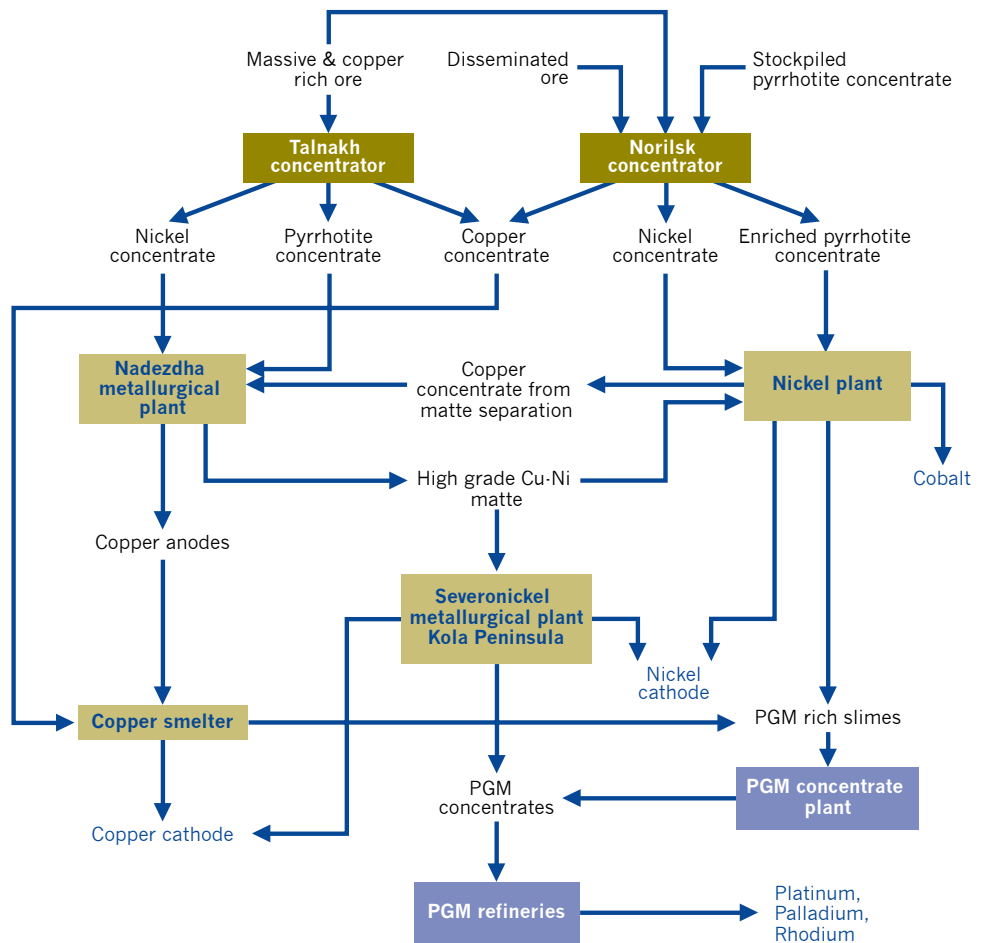 Massive & copper
rich ore
Disseminated
ore
Stockpiled
pyrrhotite concentrate
Talnakh
concentrator
Norilsk
concentrator
Nickel
concentrate
Pyrrhotite
concentrate
Copper
concentrate
Nickel
concentrate
Enriched pyrrhotite
concentrate
Nadezdha
metallurgical
plant
Copper
concentrate from
matte separation
Nickel plant
High grade Cu-Ni
matte
Cobalt
Copper anodes
Severonickel
metallurgical plant
Kola Peninsula
Nickel
cathode
Copper smelter
PGM rich slimes
PGM
concentrates
PGM concentrate
plant
Copper cathode
PGM refineries
Platinum,
Palladium,
Rhodium